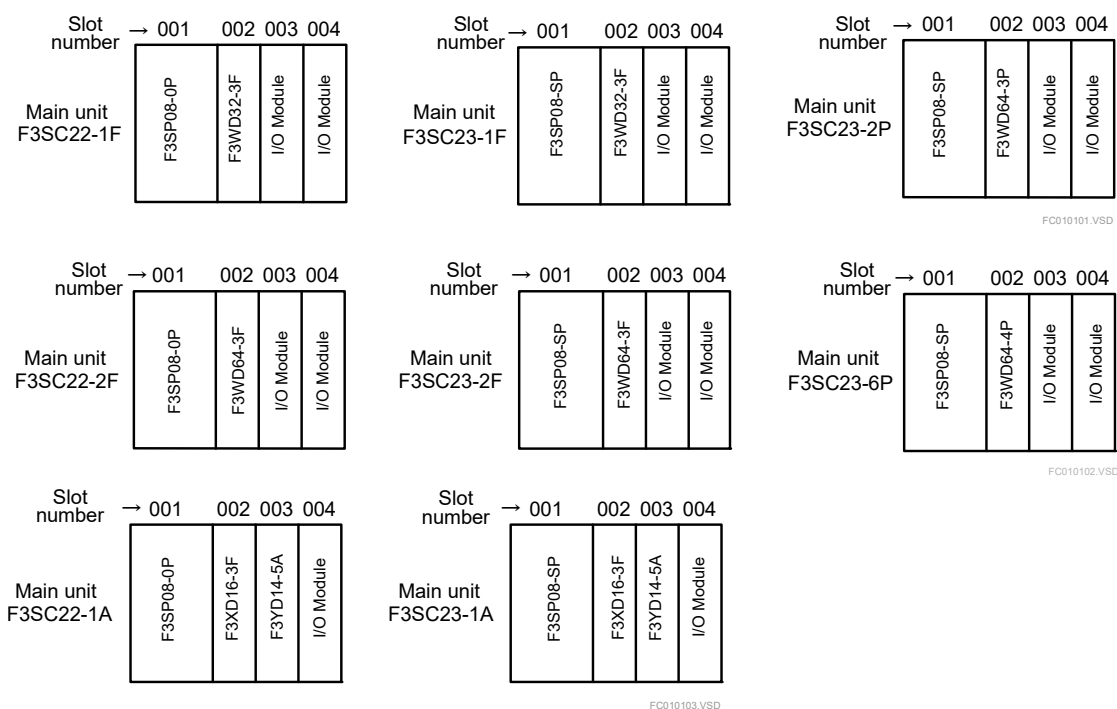 Slot
number → 001 002 003 004
Main unit
F3SC22-1F
F3SP08-0P
F3WD32-3F
I/O Module
I/O Module
Slot
number → 001 002 003 004
Main unit
F3SC23-1F
F3SP08-SP
F3WD32-3F
I/O Module
I/O Module
Slot
number → 001 002 003 004
Main unit
F3SC23-2P
F3SP08-SP
F3WD64-3P
I/O Module
I/O Module
FC010101.VSD
Slot
number → 001 002 003 004
Main unit
F3SC22-2F
F3SP08-0P
F3WD64-3F
I/O Module
I/O Module
Slot
number → 001 002 003 004
Main unit
F3SC23-2F
F3SP08-SP
F3WD64-3F
I/O Module
I/O Module
Slot
number → 001 002 003 004
Main unit
F3SC23-6P
F3SP08-SP
F3WD64-4P
I/O Module
I/O Module
FC010102.VSD
Slot
number → 001 002 003 004
Main unit
F3SC22-1A
F3SP08-0P
F3XD16-3F
F3YD14-5A
I/O Module
Slot
number → 001 002 003 004
Main unit
F3SC23-1A
F3SP08-SP
F3XD16-3F
F3YD14-5A
I/O Module
FC010103.VSD